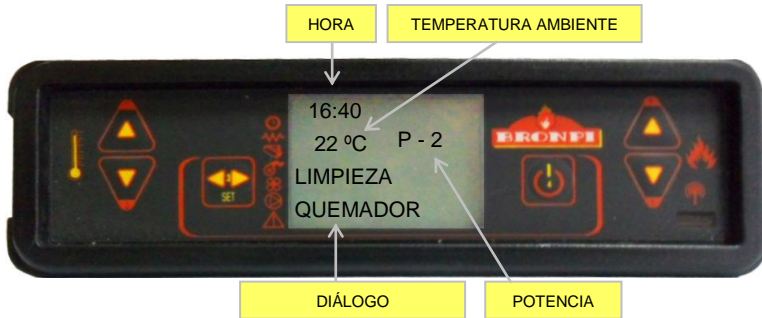 HORA
TEMPERATURA AMBIENTE
16:40
22 ºC P - 2
BRONPI
LIMPIEZA
SET
QUEMADOR
DIÁLOGO
POTENCIA